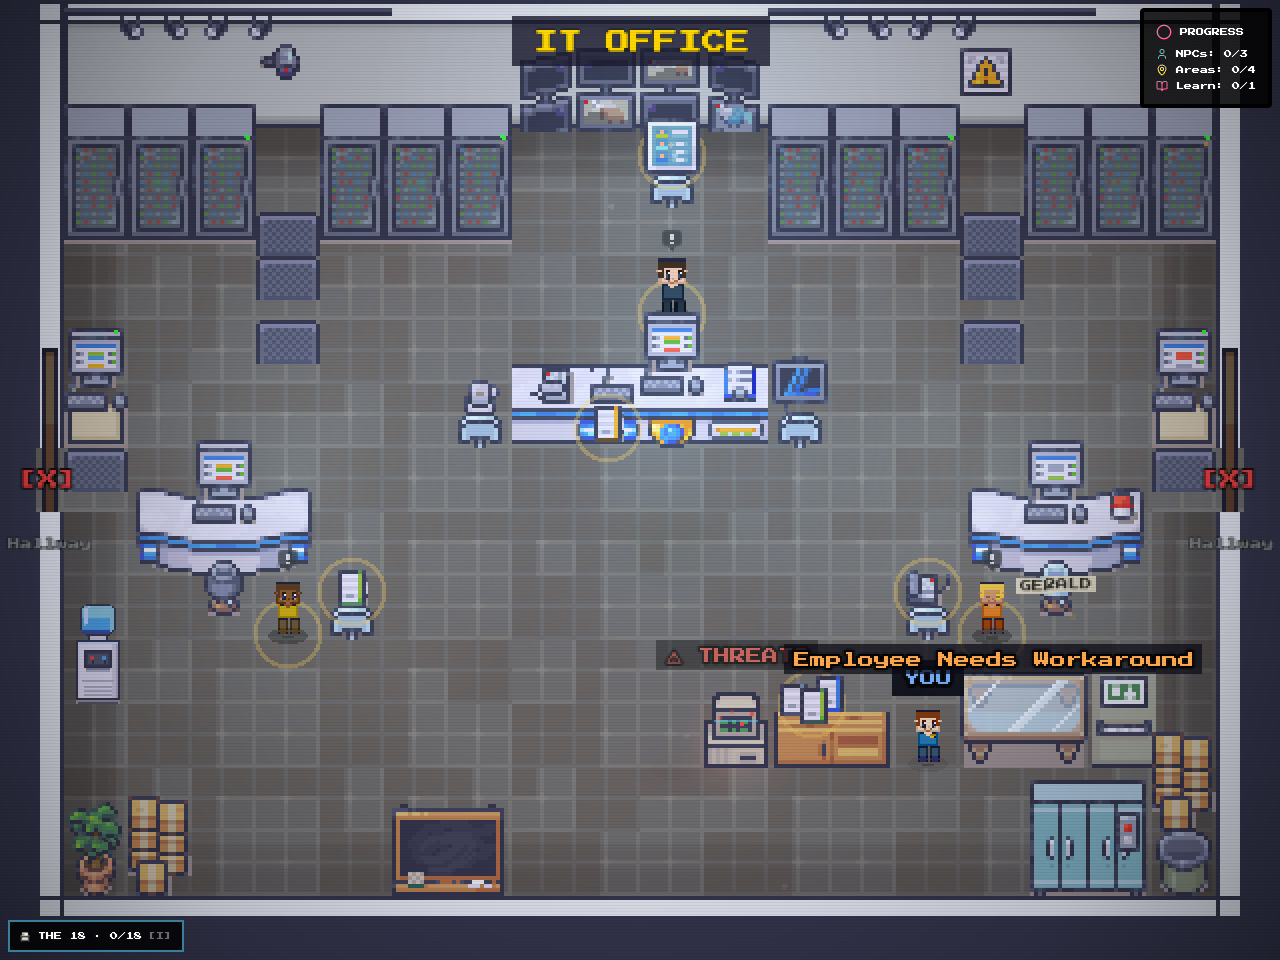 IT OFFICE
PROGRESS
NPCs: 0/3
Areas: 0/4
Learn: 0/1
[X]
[X]
Hallway
Hallway
GERALD
THREAT
Employee Needs Workaround
YOU
THE 18 · 0/18 [I]